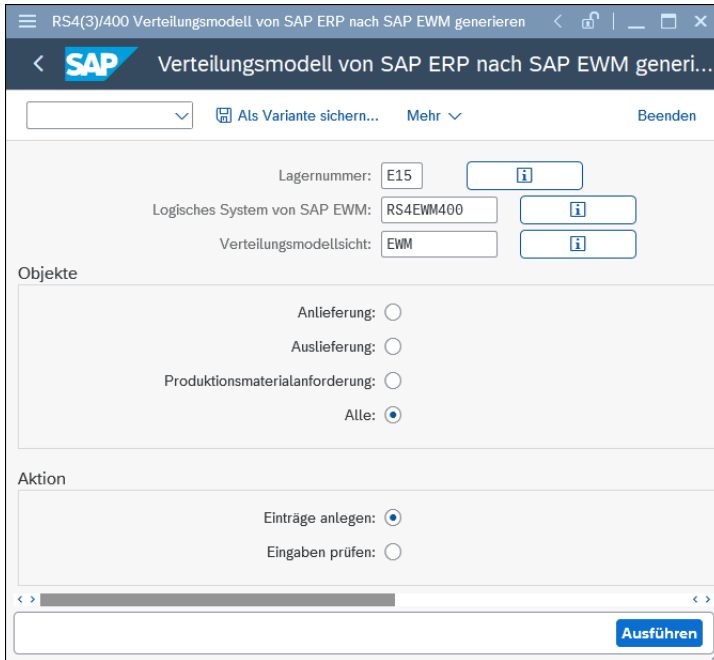 RS4(3)/400 Verteilungsmodell von SAP ERP nach SAP EWM generieren
SAP Verteilungsmodell von SAP ERP nach SAP EWM generi...
Als Variante sichern... Mehr Beenden
Lagernummer: E15
Logisches System von SAP EWM: RS4EWM400
Verteilungsmodellsicht: EWM
Objekte
Anlieferung:
Auslieferung:
Produktionsmaterialanforderung:
Alle:
Aktion
Einträge anlegen:
Eingaben prüfen:
Ausführen